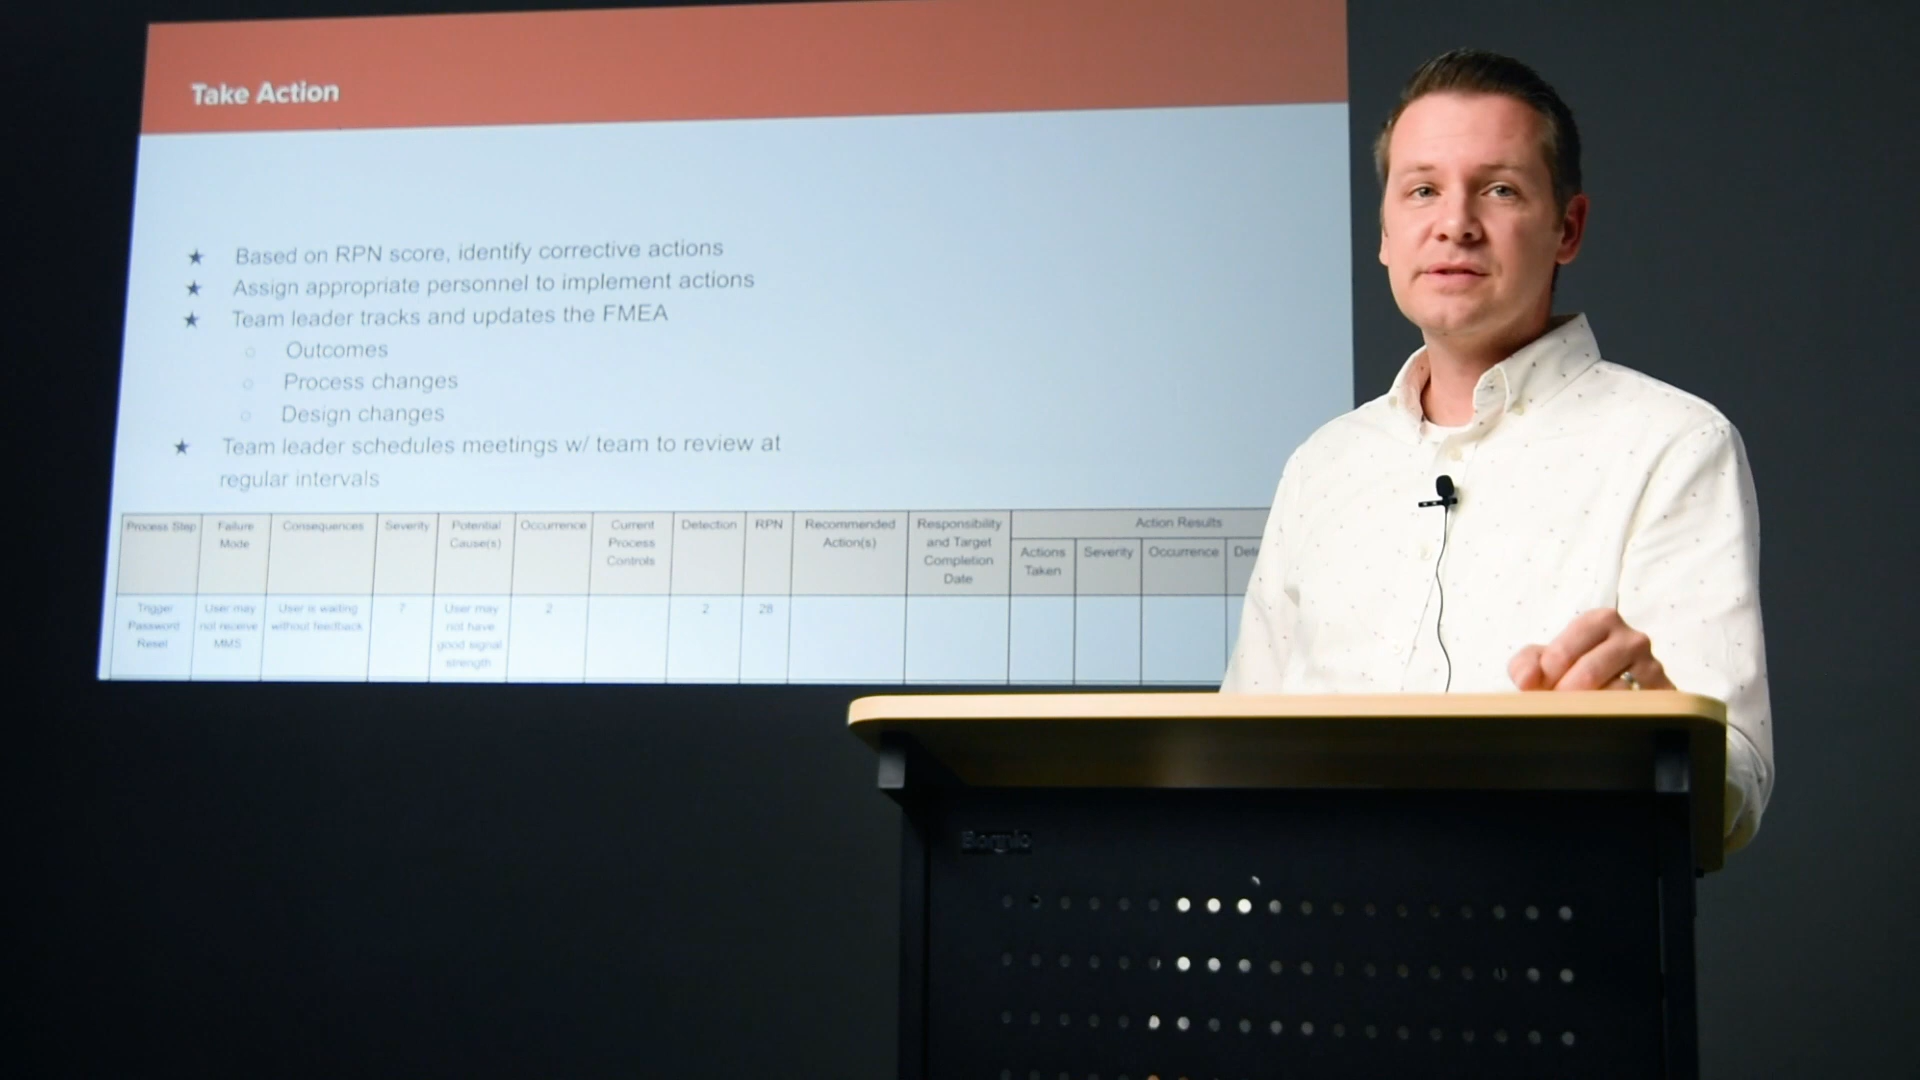 Take Action
★ Based on RPN score, identify corrective actions
★ Assign appropriate personnel to implement actions
★ Team leader tracks and updates the FMEA
○ Outcomes
○ Process changes
○ Design changes
★ Team leader schedules meetings w/ team to review at
regular intervals
Process Step
Failure
Mode
Consequences
Severity
Potential
Cause(s)
Occurrence
Current
Process
Controls
Detection
RPN
Recommended
Action(s)
Responsibility
and Target
Completion
Date
Action Results
Actions
Taken
Severity
Occurrence
Trigger
Password
Reset
User may
not receive
MMS
User is waiting
without feedback
7
User may
not have
good signal
strength
2
2
28